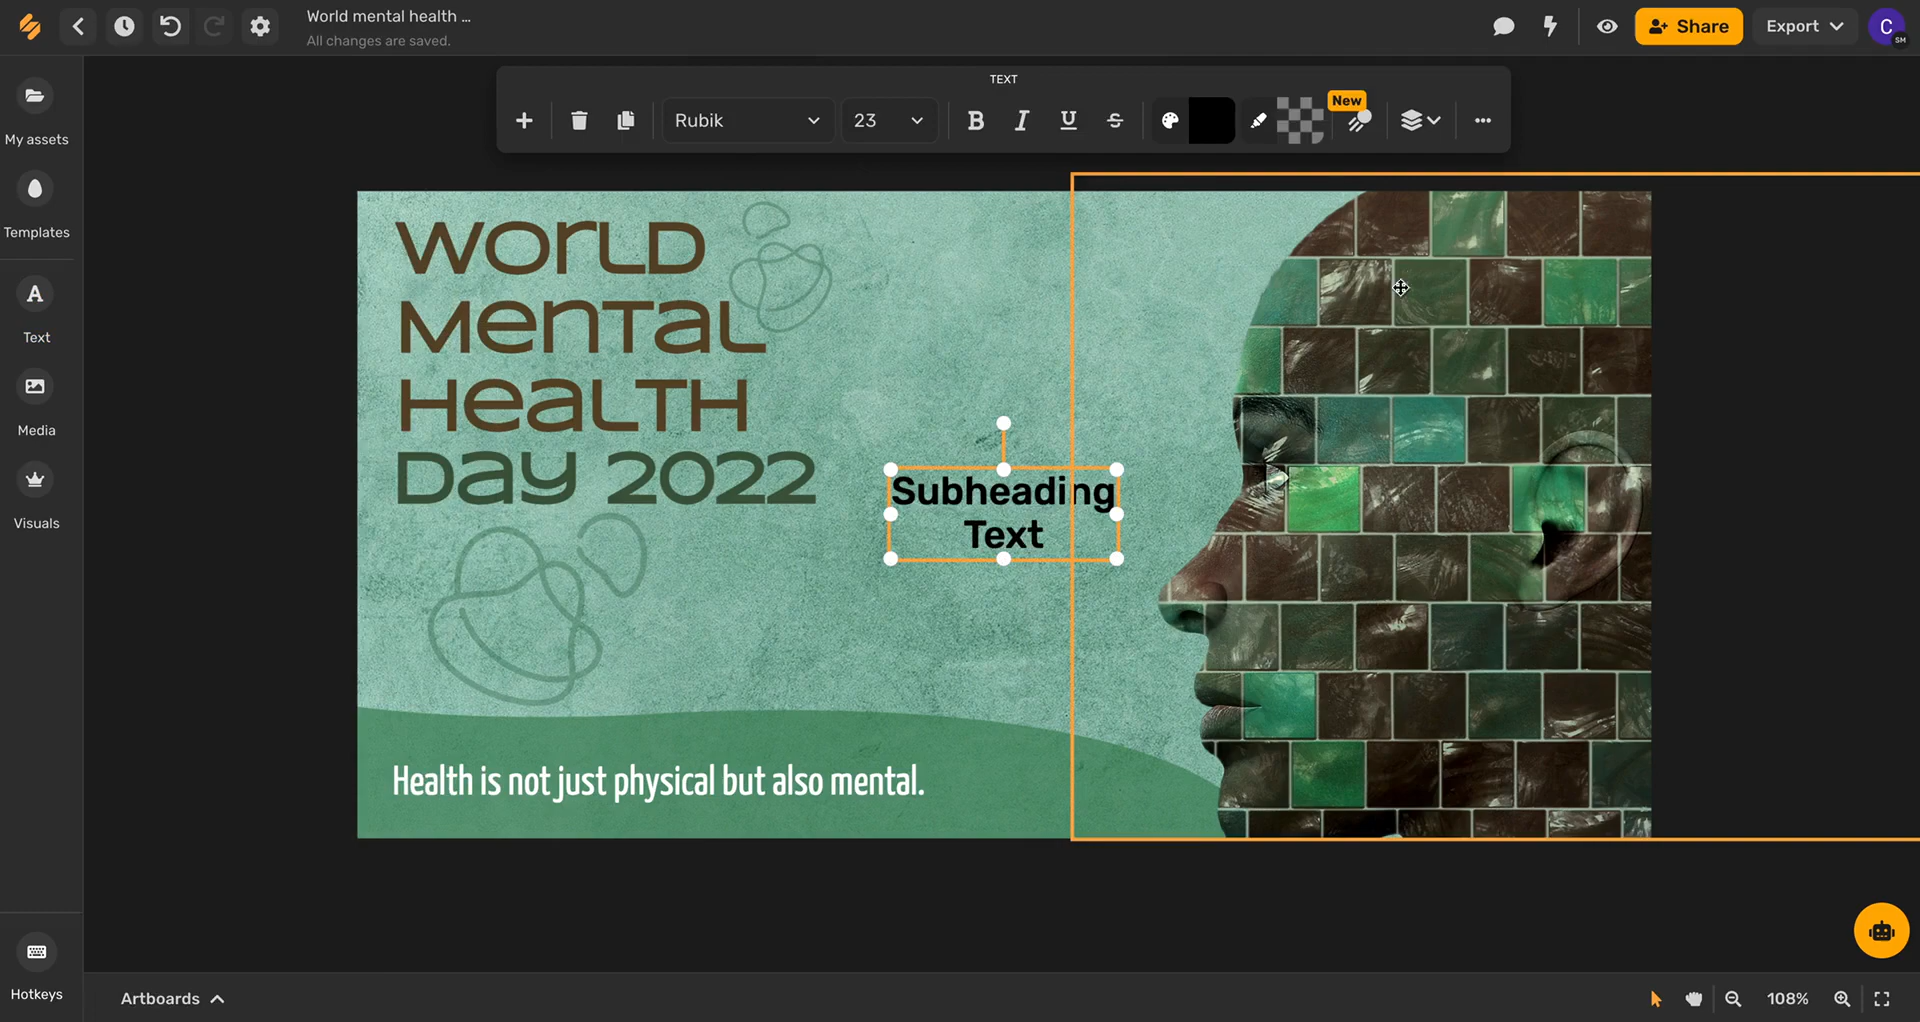 World mental health ...
All changes are saved.
Share
Export
C
SM
TEXT
Rubik
23
B
I
U
S
New
My assets
Templates
A
Text
Media
Visuals
Hotkeys
World
Mental
Health
Day 2022
Subheading
Text
Health is not just physical but also mental.
Artboards
108%